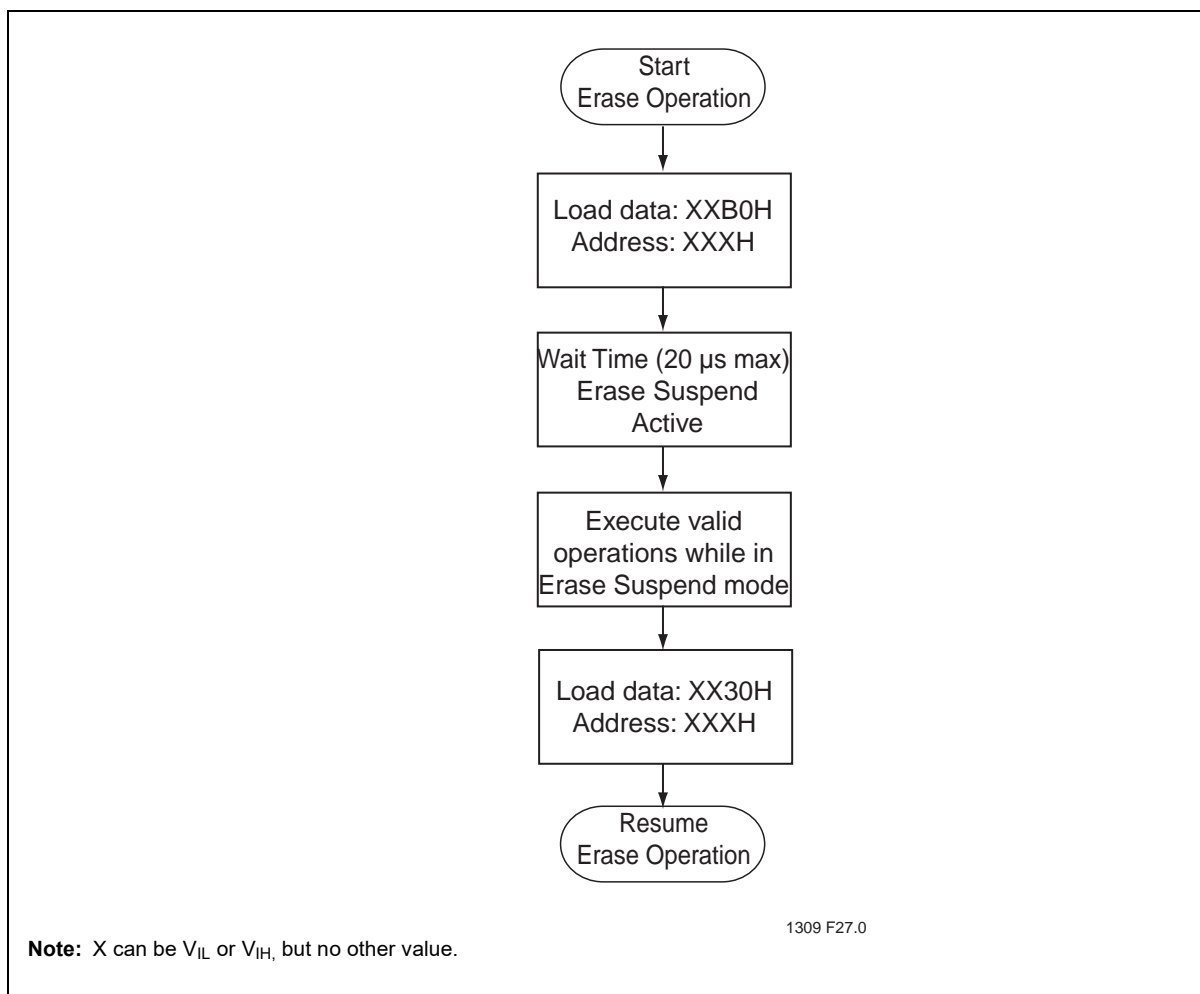 Start
Erase Operation
Load data: XXB0H
Address: XXXH
Wait Time (20 µs max)
Erase Suspend
Active
Execute valid
operations while in
Erase Suspend mode
Load data: XX30H
Address: XXXH
Resume
Erase Operation
1309 F27.0
Note: X can be VIL or VIH, but no other value.